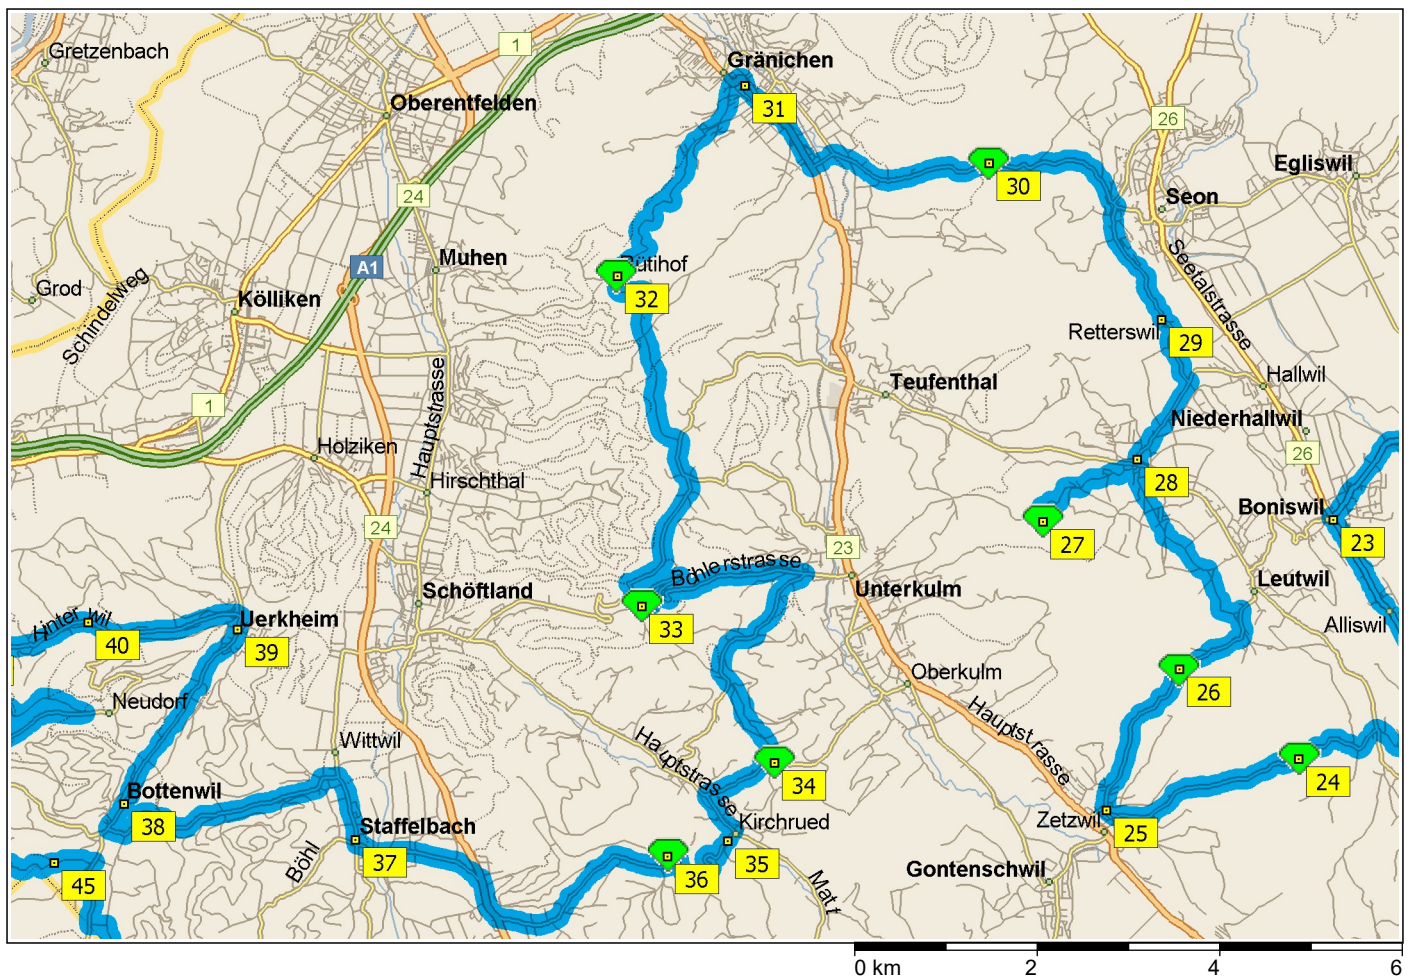 1
Gretzenbach
Gränichen
Oberentfelden
31
26
Egliswil
30
24
Seon
Muhen
Rütihof
A1
Grod
Kölliken
32
Schindelweg
Seetalstrasse
Retterswil
29
Hallwil
Teufenthal
1
Hauptstrasse
Niederhallwil
Holziken
26
Hirschthal
28
Boniswil
24
27
23
23
Böhlerstrasse
Schöftland
Unterkulm
Leutwil
Hinter wil
Uerkheim
33
Alliswil
40
39
Oberkulm
26
Neudorf
Hauptstrasse
Wittwil
Hauptstrasse
34
24
Bottenwil
38
Staffelbach
Kirchrued
Zetzwil
25
37
35
Böhl
36
Gontenschwil
45
Matt
0 km
2
4
6